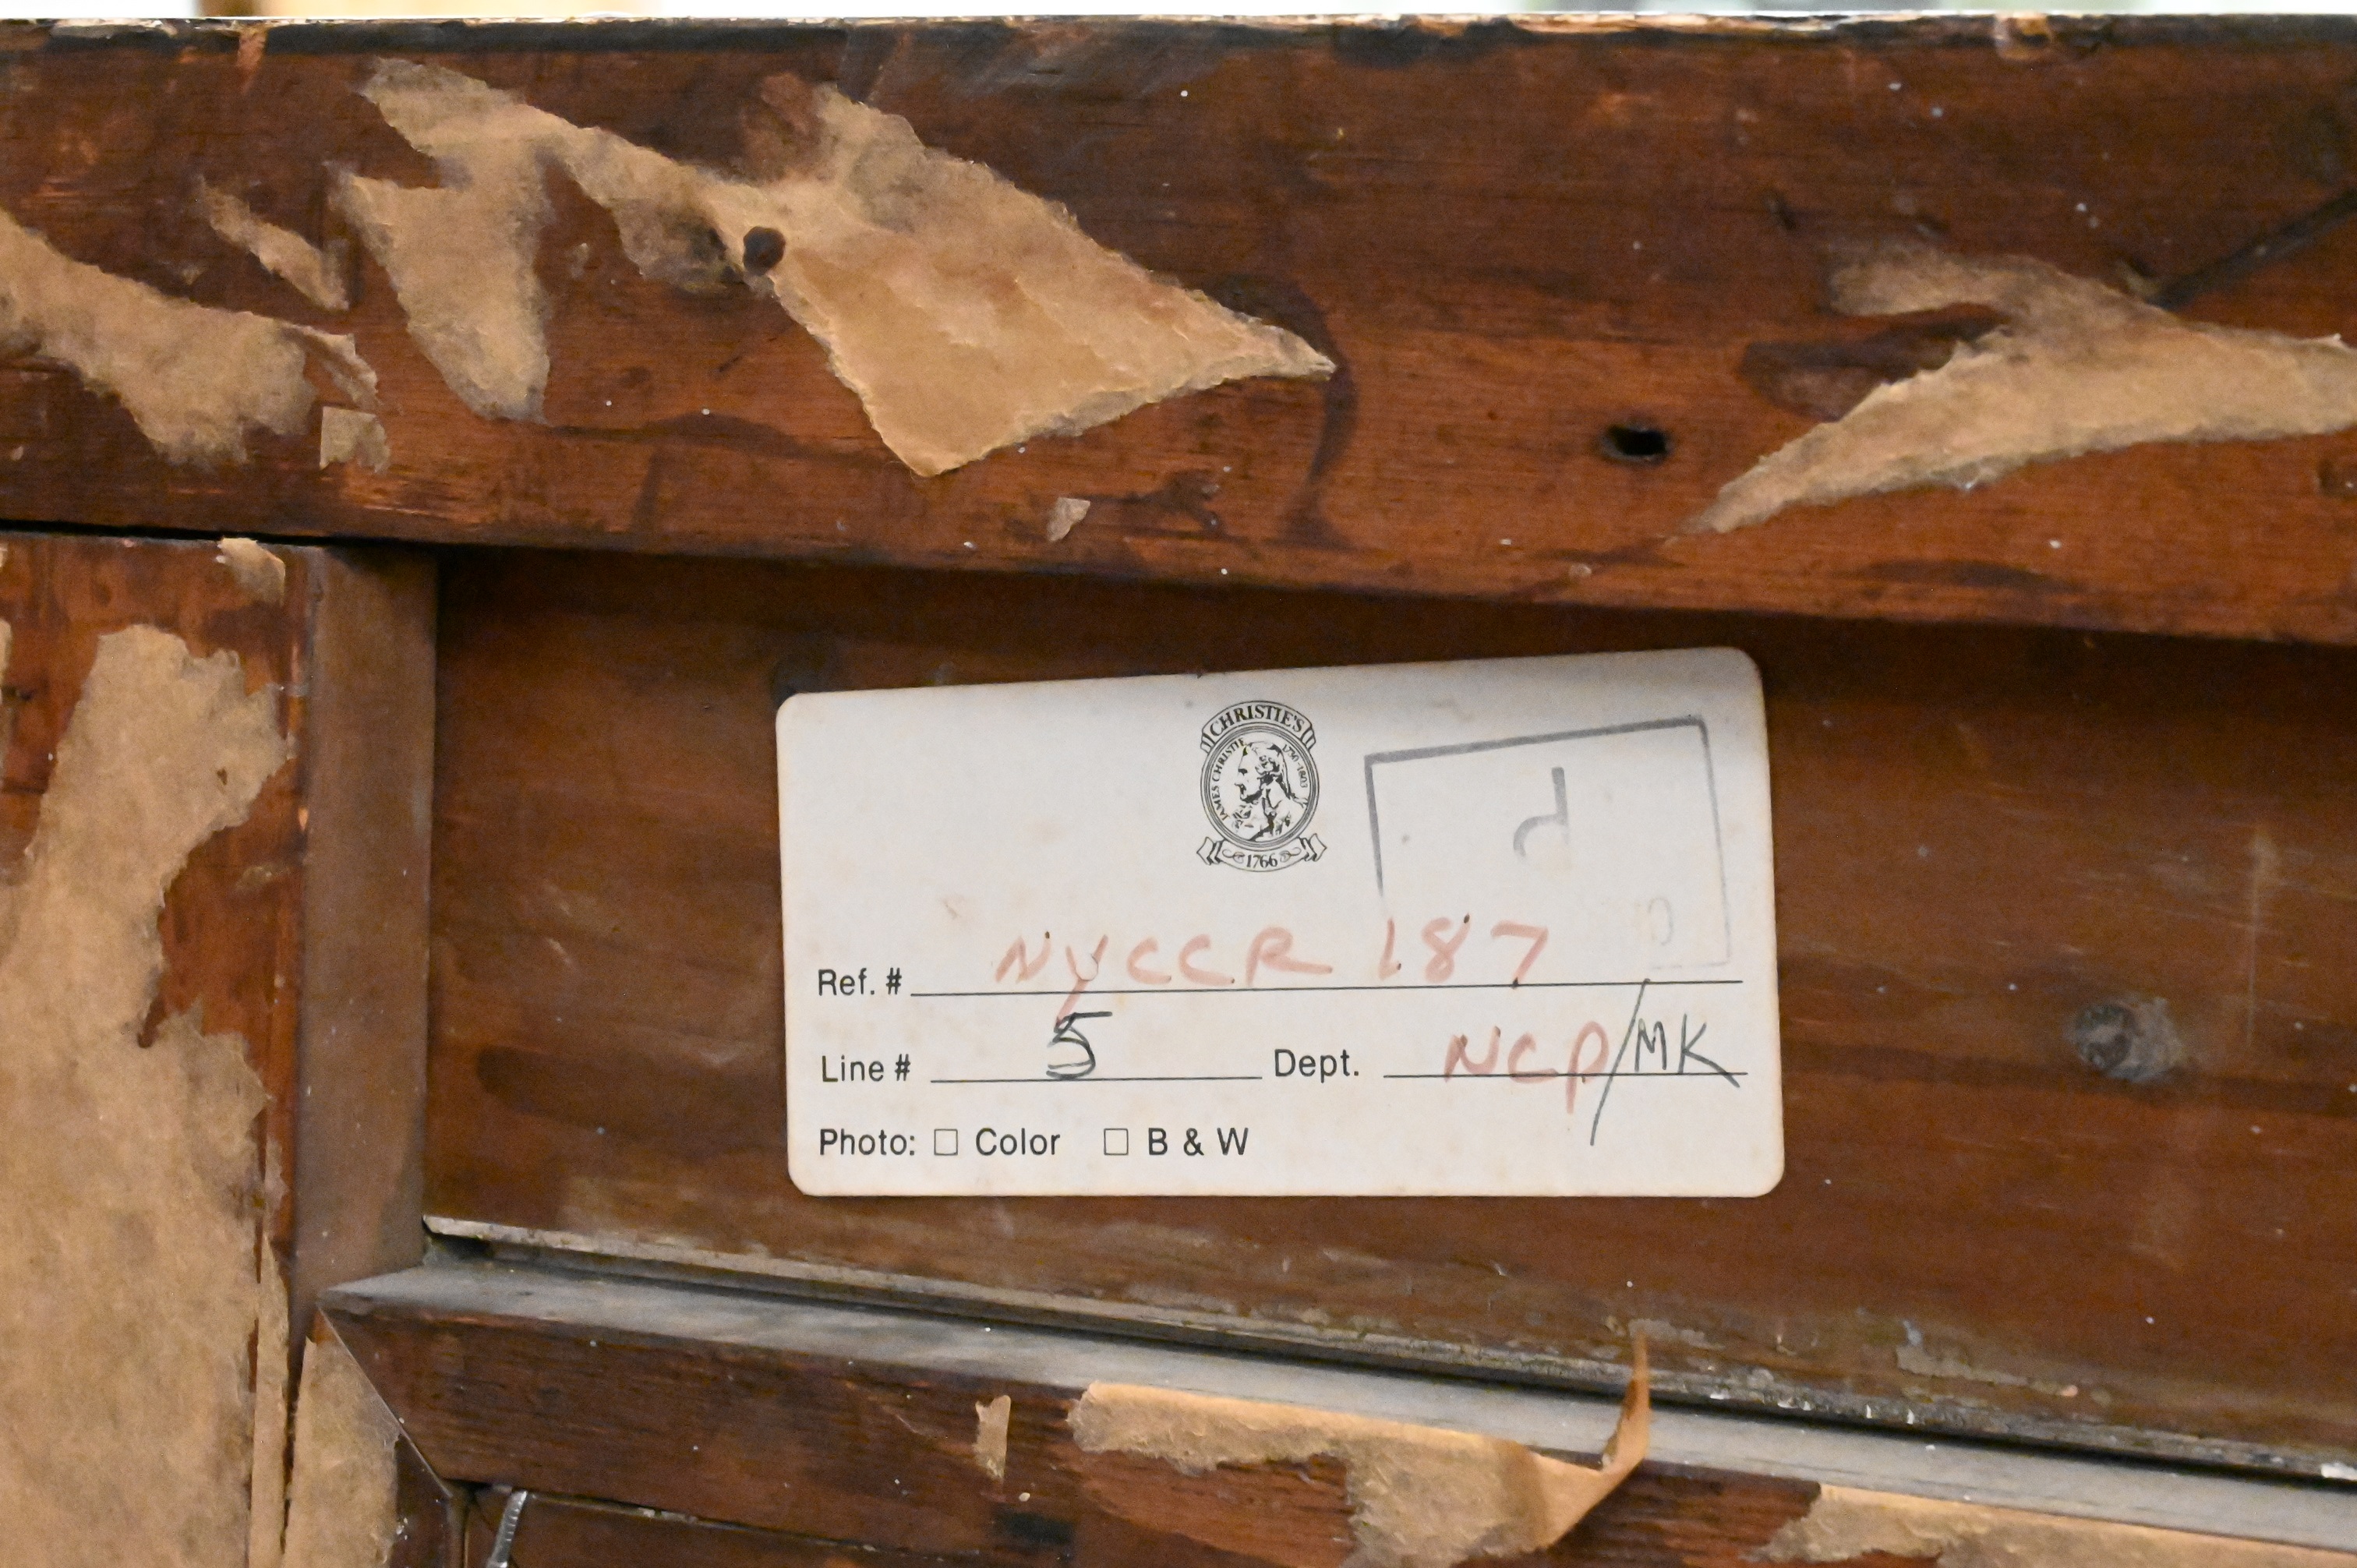 CHRISTIE'S
JAMES CHRISTIE 1730-1803
1766
Ref. # NYCCR 187
Line # 5 Dept. NCP/MK
Photo: ☐ Color ☐ B & W